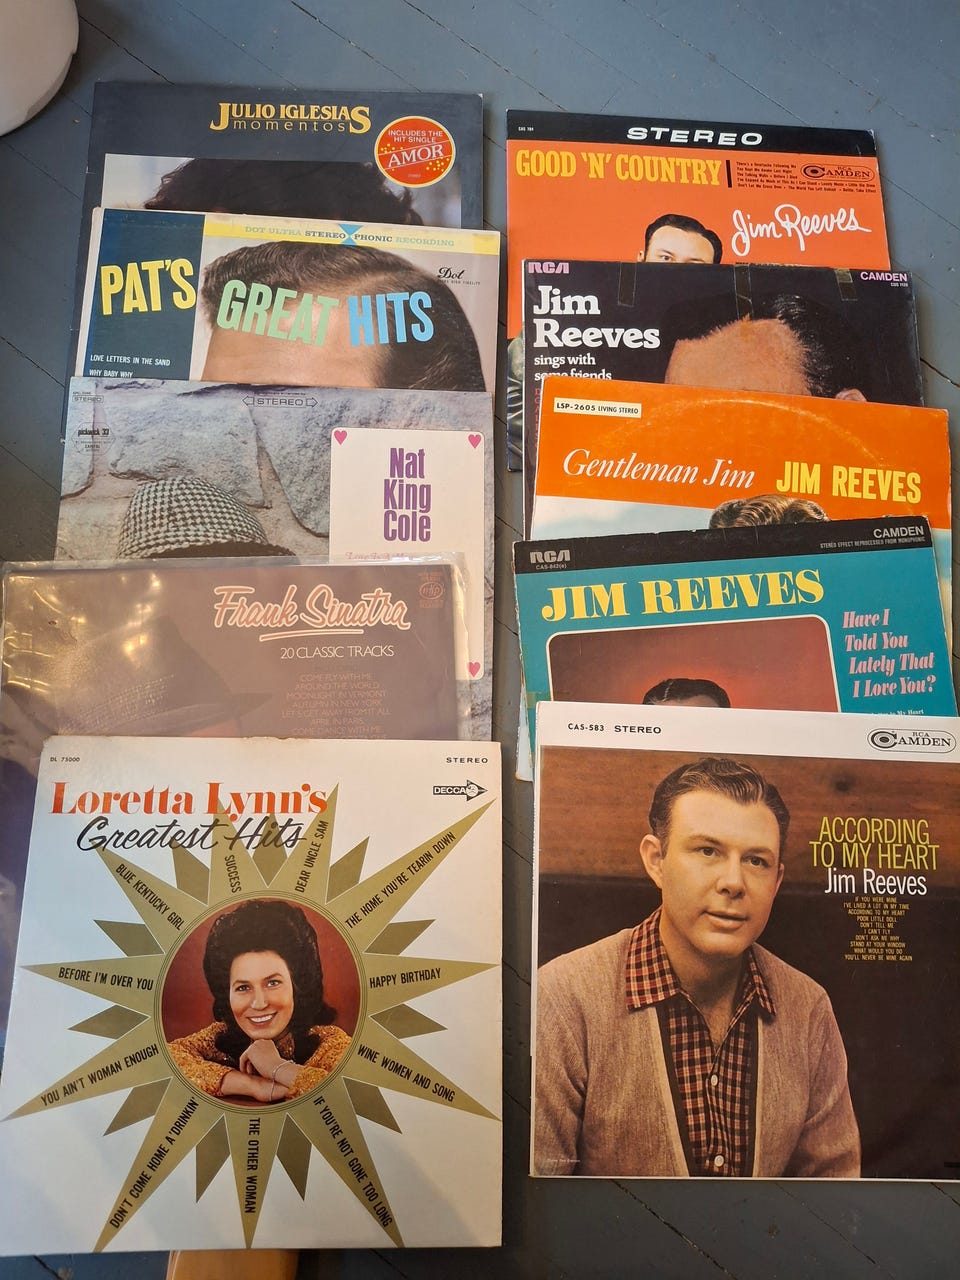 JULIO IGLESIAS
momentos
INCLUDES THE
HIT SINGLE
AMOR
DOT ULTRA STEREO PHONIC RECORDING
PAT'S
GREAT HITS
Dot
LOVE LETTERS IN THE SAND
WHY BABY WHY
STEREO
STEREO
pickwick 33
CAPITOL
Nat
King
Cole
Love Is A
Frank Sinatra
mfp
20 CLASSIC TRACKS
COME FLY WITH ME
AROUND THE WORLD
MOONLIGHT IN VERMONT
AUTUMN IN NEW YORK
LET'S GET AWAY FROM IT ALL
APRIL IN PARIS
COME DANCE WITH ME
DL 75000
STEREO
DECCA
Loretta Lynn's
Greatest Hits
SUCCESS
DEAR UNCLE SAM
THE HOME YOU'RE TEARIN DOWN
HAPPY BIRTHDAY
WINE WOMEN AND SONG
IF YOU'RE NOT GONE TOO LONG
THE OTHER WOMAN
DON'T COME HOME A 'DRINKIN'
YOU AIN'T WOMAN ENOUGH
BEFORE I'M OVER YOU
BLUE KENTUCKY GIRL
STEREO
GOOD 'N' COUNTRY
RCA
CAMDEN
Jim Reeves
RCA
CAMDEN
Jim
Reeves
sings with
some friends
LSP-2605 LIVING STEREO
Gentleman Jim JIM REEVES
RCA
CAS-842(e)
CAMDEN
STEREO EFFECT REPROCESSED FROM MONOPHONIC
JIM REEVES
Have I
Told You
Lately That
I Love You?
CAS-583 STEREO
RCA
CAMDEN
ACCORDING
TO MY HEART
Jim Reeves
IF YOU WERE MINE
I'VE LIVED A LOT IN MY TIME
ACCORDING TO MY HEART
POOR LITTLE DOLL
DON'T TELL ME
I CAN'T FLY
DON'T ASK ME WHY
STAND AT YOUR WINDOW
WHAT WOULD YOU DO
YOU'LL NEVER BE MINE AGAIN